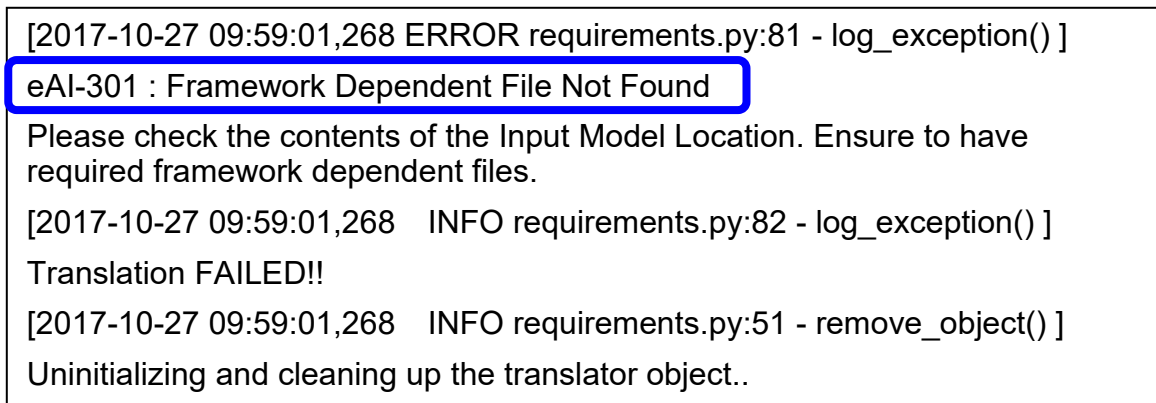 [2017-10-27 09:59:01,268 ERROR requirements.py:81 - log_exception() ]
eAI-301 : Framework Dependent File Not Found
Please check the contents of the Input Model Location. Ensure to have
required framework dependent files.
[2017-10-27 09:59:01,268    INFO requirements.py:82 - log_exception() ]
Translation FAILED!!
[2017-10-27 09:59:01,268    INFO requirements.py:51 - remove_object() ]
Uninitializing and cleaning up the translator object..